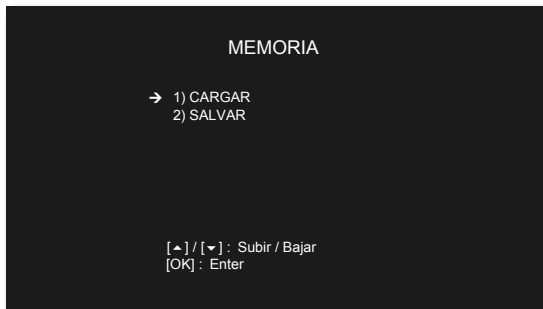 MEMORIA
➔ 1) CARGAR
2) SALVAR
[▲] / [▼] : Subir / Bajar
[OK] : Enter